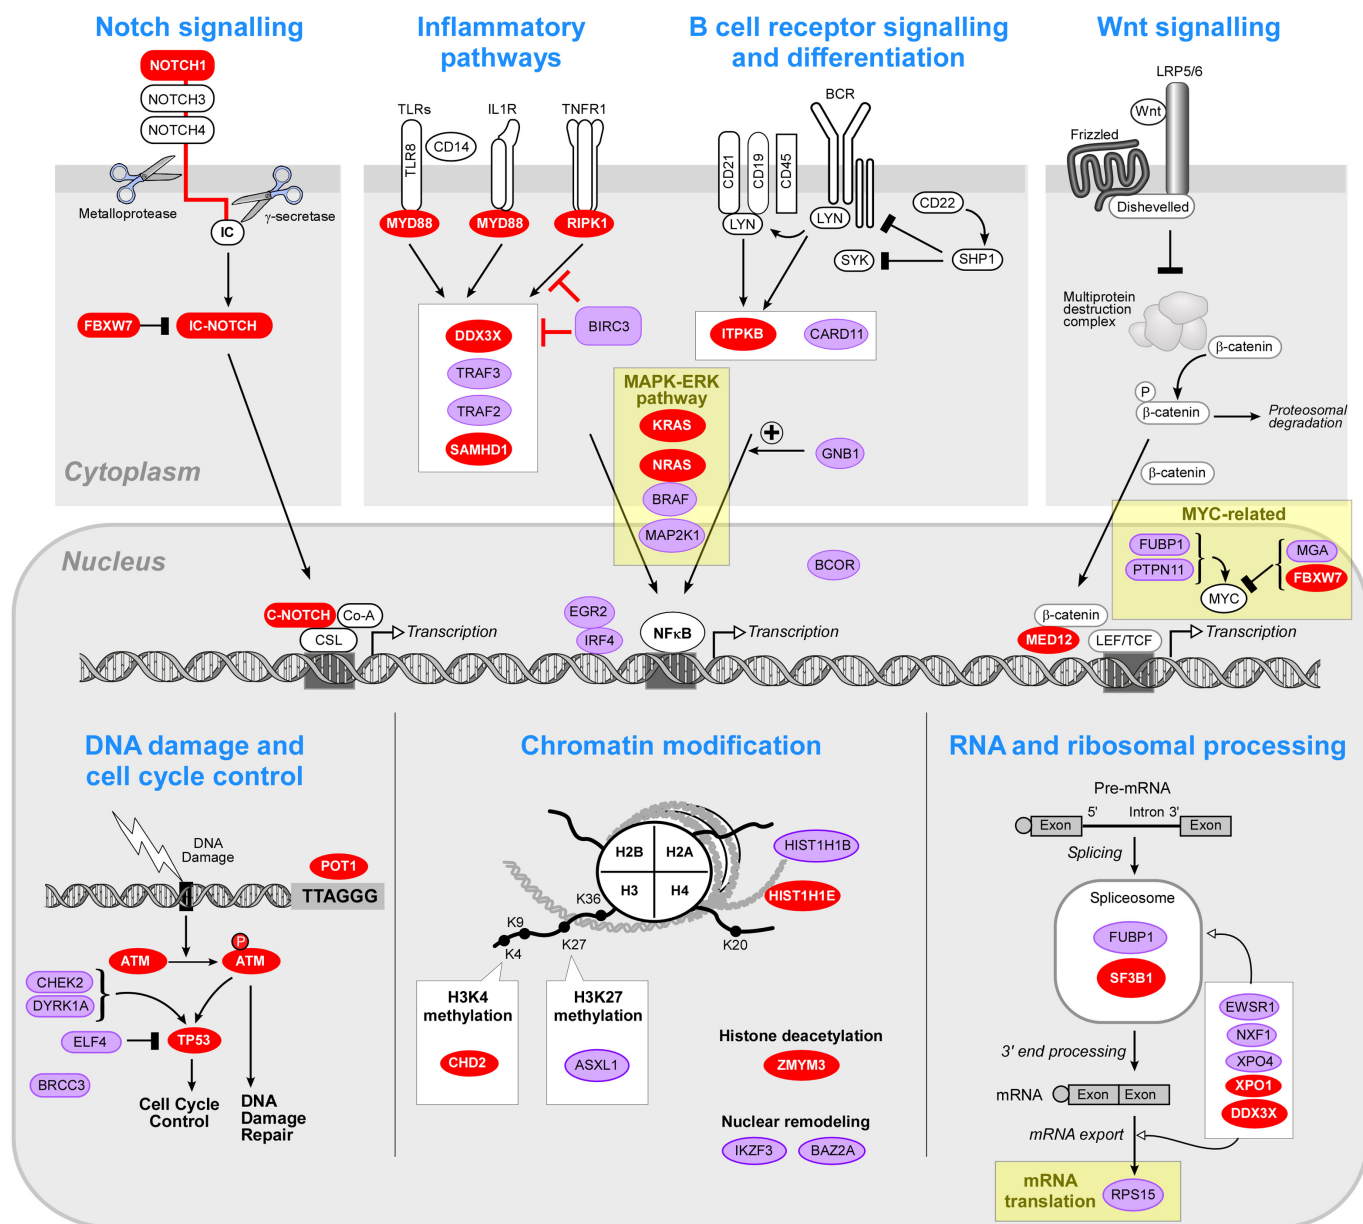 Notch signalling
NOTCH1
NOTCH3
NOTCH4
Metalloprotease
γ-secretase
IC
FBXW7
IC-NOTCH
Cytoplasm
Inflammatory
pathways
TLRs
IL1R
TNFR1
TLR8
CD14
MYD88
MYD88
RIPK1
DDX3X
TRAF3
TRAF2
SAMHD1
BIRC3
B cell receptor signalling
and differentiation
BCR
CD21
CD19
CD45
LYN
LYN
CD22
SYK
SHP1
ITPKB
CARD11
MAPK-ERK
pathway
KRAS
NRAS
BRAF
MAP2K1
+
GNB1
Wnt signalling
LRP5/6
Wnt
Frizzled
Dishevelled
Multiprotein
destruction
complex
β-catenin
P
β-catenin
Proteosomal
degradation
β-catenin
MYC-related
FUBP1
PTPN11
MYC
MGA
FBXW7
Nucleus
BCOR
C-NOTCH
Co-A
CSL
Transcription
EGR2
IRF4
NFκB
Transcription
β-catenin
MED12
LEF/TCF
Transcription
DNA damage and
cell cycle control
DNA
Damage
POT1
TTAGGG
ATM
P
ATM
CHEK2
DYRK1A
ELF4
TP53
BRCC3
Cell Cycle
Control
DNA
Damage
Repair
Chromatin modification
H2B
H2A
H3
H4
HIST1H1B
HIST1H1E
K36
K9
K27
K4
K20
H3K4
methylation
CHD2
H3K27
methylation
ASXL1
Histone deacetylation
ZMYM3
Nuclear remodeling
IKZF3
BAZ2A
RNA and ribosomal processing
Pre-mRNA
5'
Intron 3'
Exon
Exon
Splicing
Spliceosome
FUBP1
SF3B1
EWSR1
NXF1
XPO4
XPO1
DDX3X
3' end processing
mRNA
Exon
Exon
mRNA export
mRNA
translation
RPS15